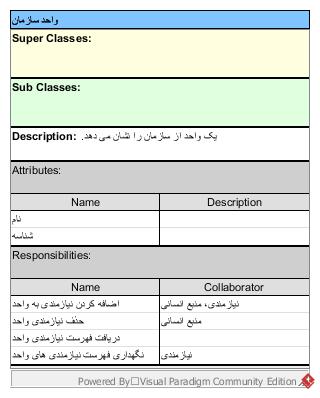 واحد سازمان
Super Classes:
Sub Classes:
Description: یک واحد از سازمان را نشان می دهد.
Attributes:
Name Description
نام
شناسه
Responsibilities:
Name Collaborator
اضافه کردن نیازمندی به واحد نیازمندی، منبع انسانی
حذف نیازمندی واحد منبع انسانی
دریافت فهرست نیازمندی واحد
نگهداری فهرست نیازمندی های واحد نیازمندی
Powered By□Visual Paradigm Community Edition